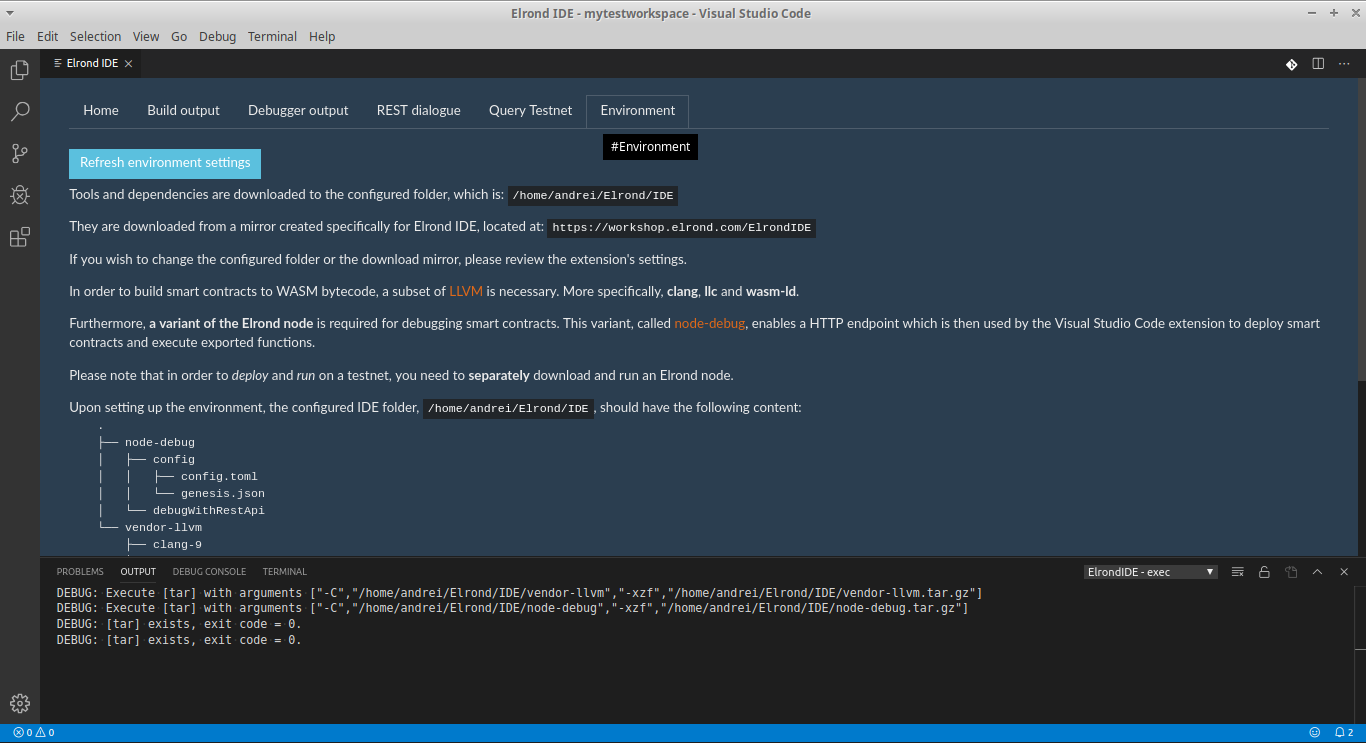 Elrond IDE - mytestworkspace - Visual Studio Code
File Edit Selection View Go Debug Terminal Help
Elrond IDE
Home Build output Debugger output REST dialogue Query Testnet Environment
#Environment
Refresh environment settings
Tools and dependencies are downloaded to the configured folder, which is: /home/andrei/Elrond/IDE
They are downloaded from a mirror created specifically for Elrond IDE, located at: https://workshop.elrond.com/ElrondIDE
If you wish to change the configured folder or the download mirror, please review the extension's settings.
In order to build smart contracts to WASM bytecode, a subset of LLVM is necessary. More specifically, clang, llc and wasm-ld.
Furthermore, a variant of the Elrond node is required for debugging smart contracts. This variant, called node-debug, enables a HTTP endpoint which is then used by the Visual Studio Code extension to deploy smart
contracts and execute exported functions.
Please note that in order to deploy and run on a testnet, you need to separately download and run an Elrond node.
Upon setting up the environment, the configured IDE folder, /home/andrei/Elrond/IDE, should have the following content:
.
├── node-debug
│   ├── config
│   │   ├── config.toml
│   │   └── genesis.json
│   └── debugWithRestApi
└── vendor-llvm
    ├── clang-9
PROBLEMS OUTPUT DEBUG CONSOLE TERMINAL ElrondIDE - exec
DEBUG: Execute [tar] with arguments ["-C","/home/andrei/Elrond/IDE/vendor-llvm","-xzf","/home/andrei/Elrond/IDE/vendor-llvm.tar.gz"]
DEBUG: Execute [tar] with arguments ["-C","/home/andrei/Elrond/IDE/node-debug","-xzf","/home/andrei/Elrond/IDE/node-debug.tar.gz"]
DEBUG: [tar] exists, exit code = 0.
DEBUG: [tar] exists, exit code = 0.
0 0 2